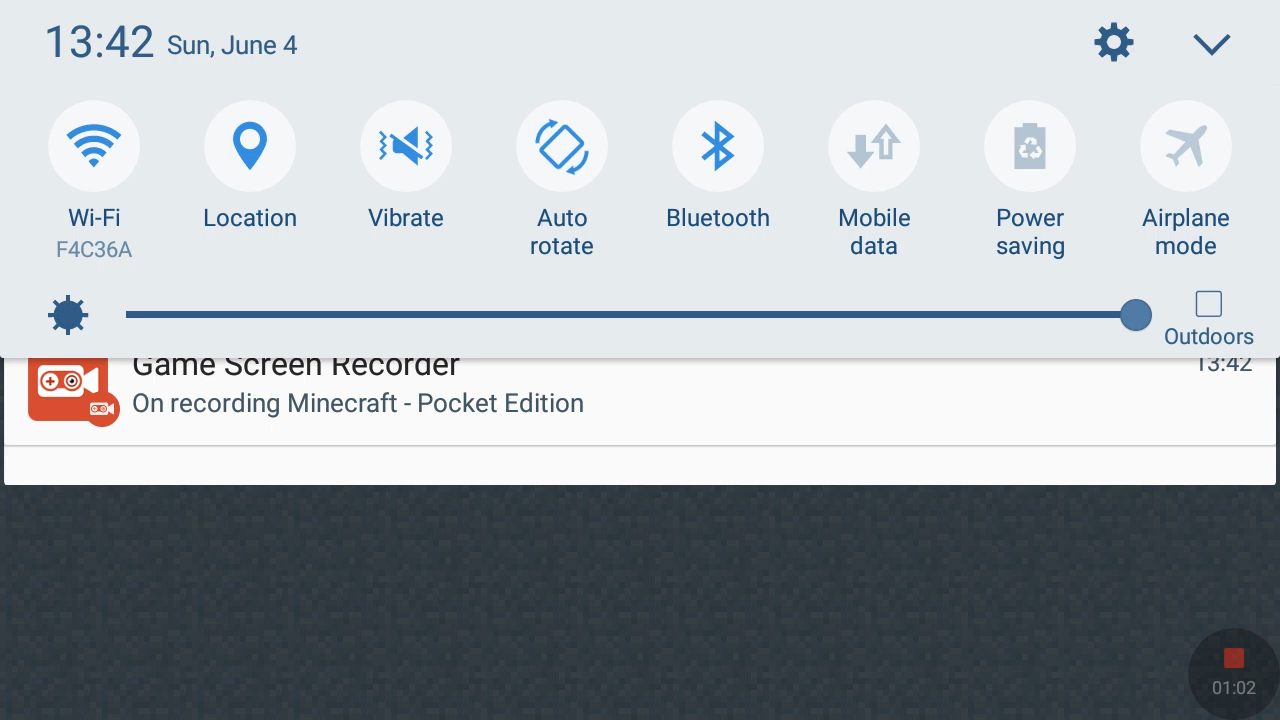 13:42 Sun, June 4
Wi-Fi
F4C36A
Location
Vibrate
Auto
rotate
Bluetooth
Mobile
data
Power
saving
Airplane
mode
Outdoors
Game Screen Recorder
13:42
On recording Minecraft - Pocket Edition
01:02